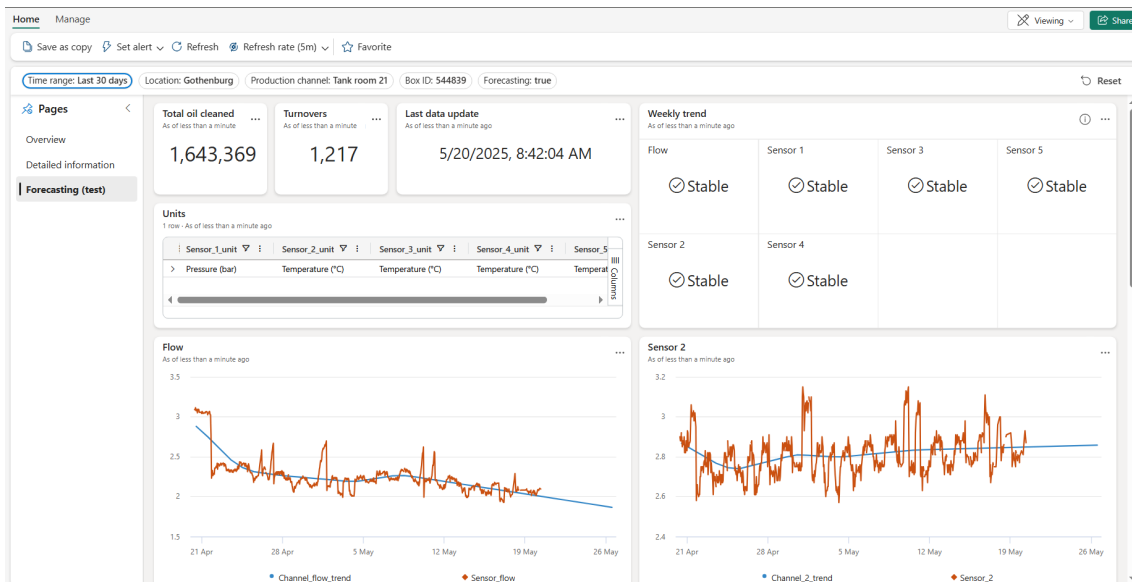 Home Manage
Viewing
Share
Save as copy Set alert Refresh Refresh rate (5m) Favorite
Time range: Last 30 days Location: Gothenburg Production channel: Tank room 21 Box ID: 544839 Forecasting: true Reset
Pages
Overview
Detailed information
Forecasting (test)
Total oil cleaned
As of less than a minute
1,643,369
Turnovers
As of less than a minute
1,217
Last data update
As of less than a minute ago
5/20/2025, 8:42:04 AM
Weekly trend
As of less than a minute ago
Flow Sensor 1 Sensor 3 Sensor 5
Stable Stable Stable Stable
Sensor 2 Sensor 4
Stable Stable
Units
1 row · As of less than a minute ago
Sensor_1_unit Sensor_2_unit Sensor_3_unit Sensor_4_unit Sensor_5
Pressure (bar) Temperature (°C) Temperature (°C) Temperature (°C) Temperat
Columns
Flow
As of less than a minute ago
3.5
3
2.5
2
1.5
21 Apr 28 Apr 5 May 12 May 19 May 26 May
Channel_flow_trend Sensor_flow
Sensor 2
As of less than a minute ago
3.2
3
2.8
2.6
2.4
21 Apr 28 Apr 5 May 12 May 19 May 26 May
Channel_2_trend Sensor_2